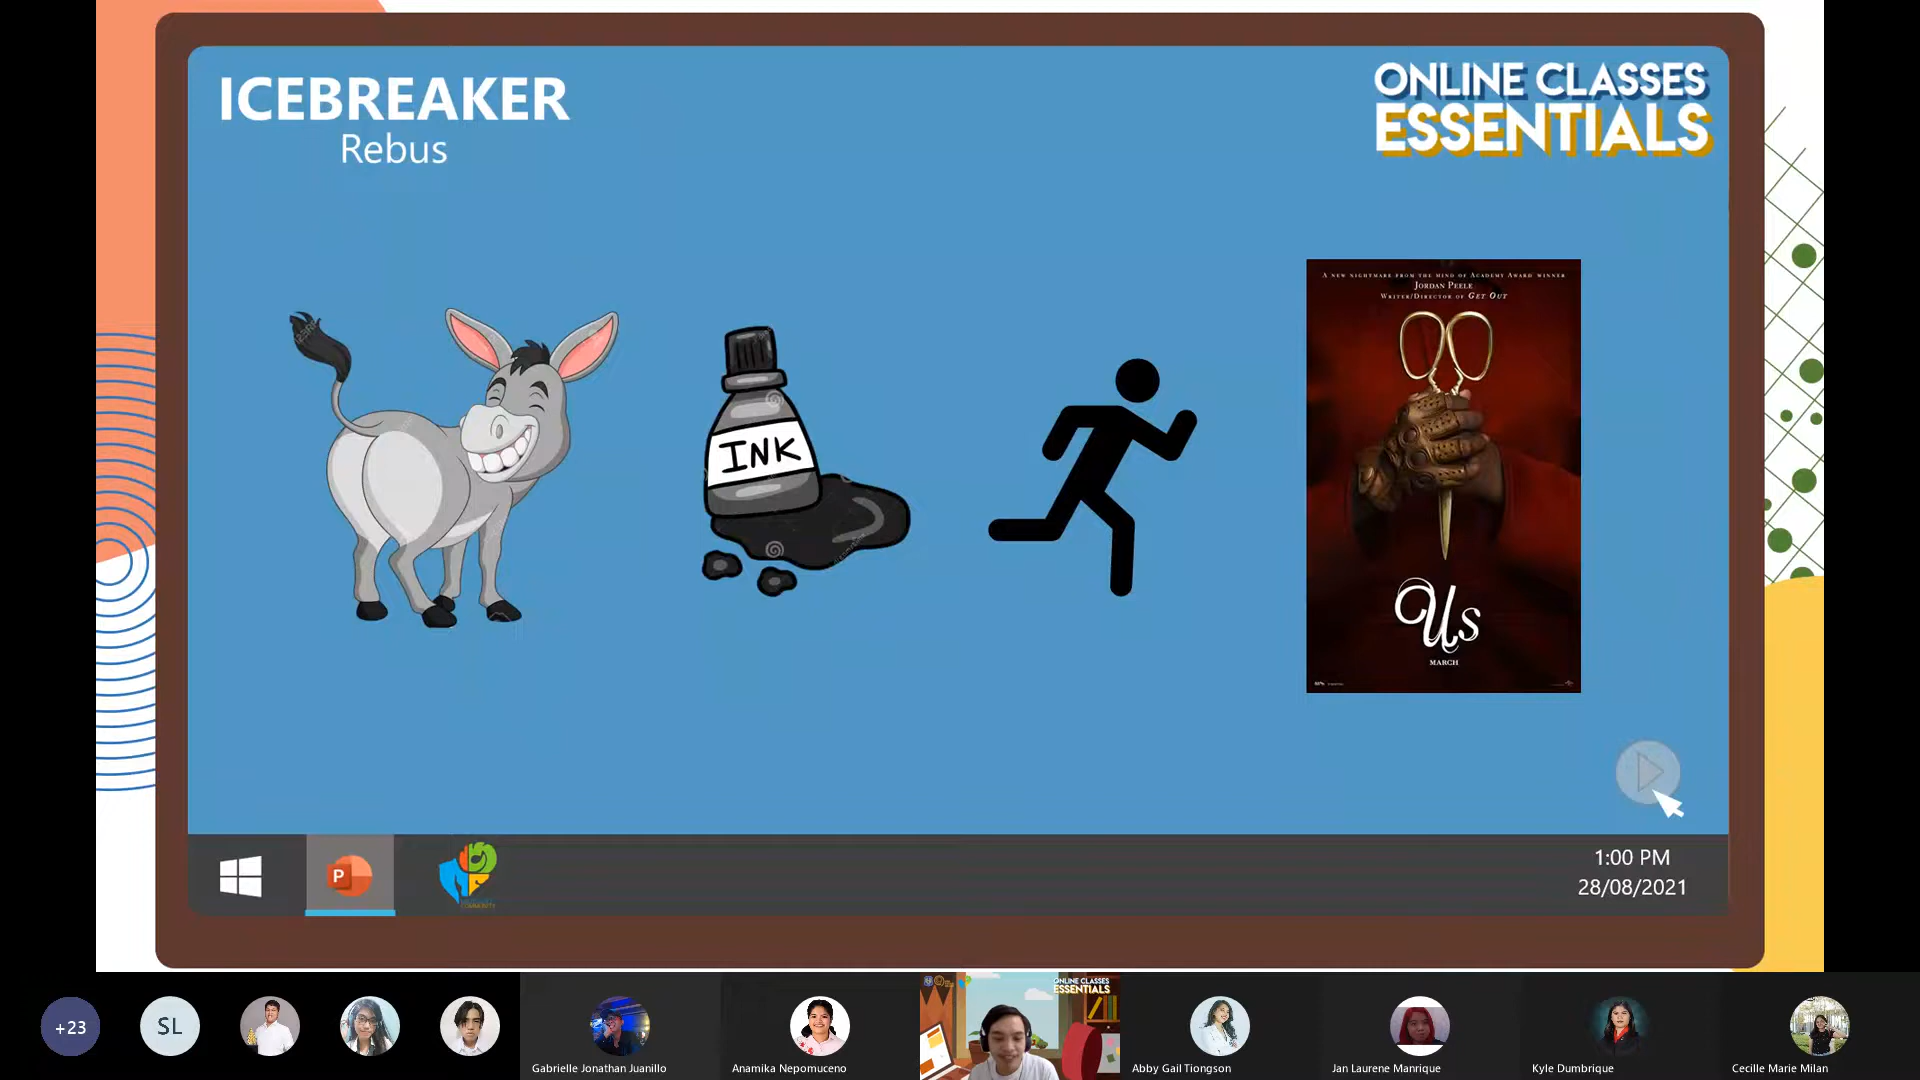 ICEBREAKER
Rebus
ONLINE CLASSES
ESSENTIALS
INK
A NEW NIGHTMARE FROM THE MIND OF ACADEMY AWARD WINNER
JORDAN PEELE
WRITER/DIRECTOR OF GET OUT
Us
MARCH
P
1:00 PM
28/08/2021
+23
SL
ONLINE CLASSES
ESSENTIALS
Gabrielle Jonathan Juanillo
Anamika Nepomuceno
Abby Gail Tiongson
Jan Laurene Manrique
Kyle Dumbrique
Cecille Marie Milan